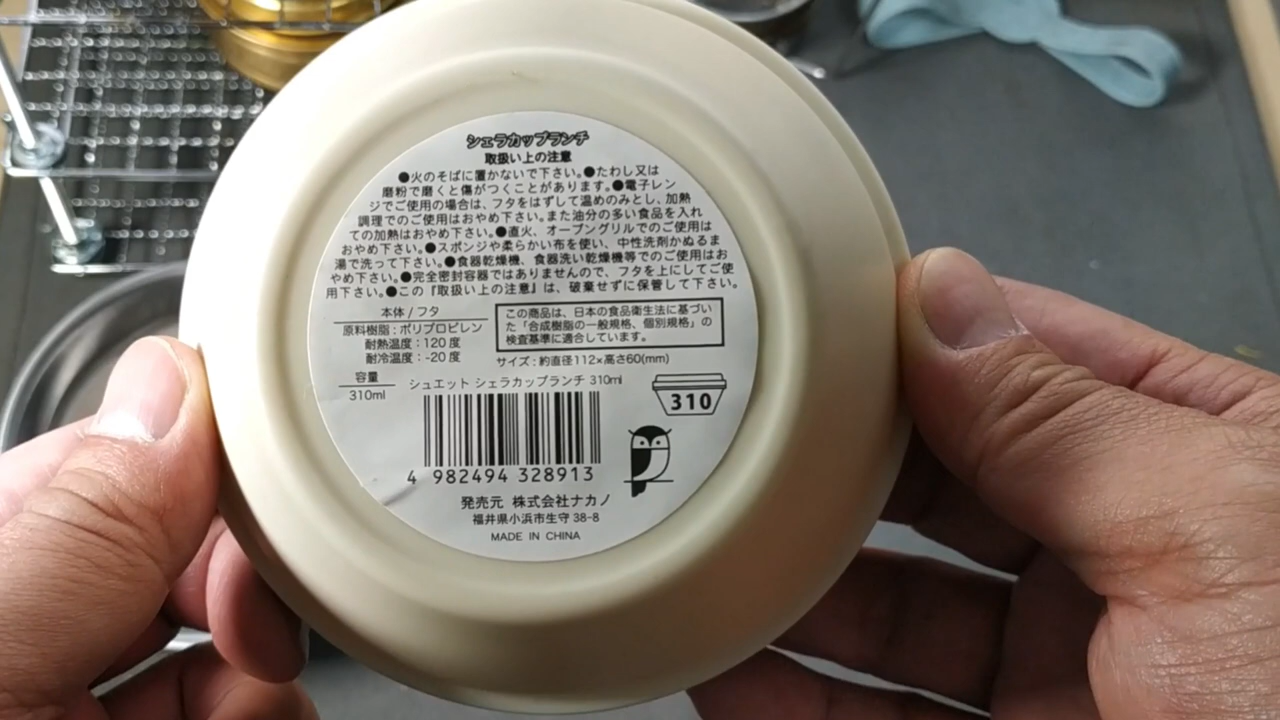 シェラカップランチ
取扱い上の注意
●火のそばに置かないで下さい。●たわし又は
磨粉で磨くと傷がつくことがあります。●電子レン
ジでご使用の場合は、フタをはずして温めのみとし、加熱
調理でのご使用はおやめ下さい。また油分の多い食品を入れ
ての加熱はおやめ下さい。●直火、オーブングリルでのご使用は
おやめ下さい。●スポンジや柔らかい布を使い、中性洗剤かぬるま
湯で洗って下さい。●食器乾燥機、食器洗い乾燥機等でのご使用はお
やめ下さい。●完全密封容器ではありませんので、フタを上にしてご使
用下さい。●この『取扱い上の注意』は、破棄せずに保管して下さい。
本体/フタ
原料樹脂:ポリプロピレン
耐熱温度:120度
耐冷温度:-20度
この商品は、日本の食品衛生法に基づい
た「合成樹脂の一般規格、個別規格」の
検査基準に適合しています。
サイズ:約直径112×高さ60(mm)
容量
310ml
シュエット シェラカップランチ 310ml
310
4 982494 328913
発売元 株式会社ナカノ
福井県小浜市生守 38-8
MADE IN CHINA